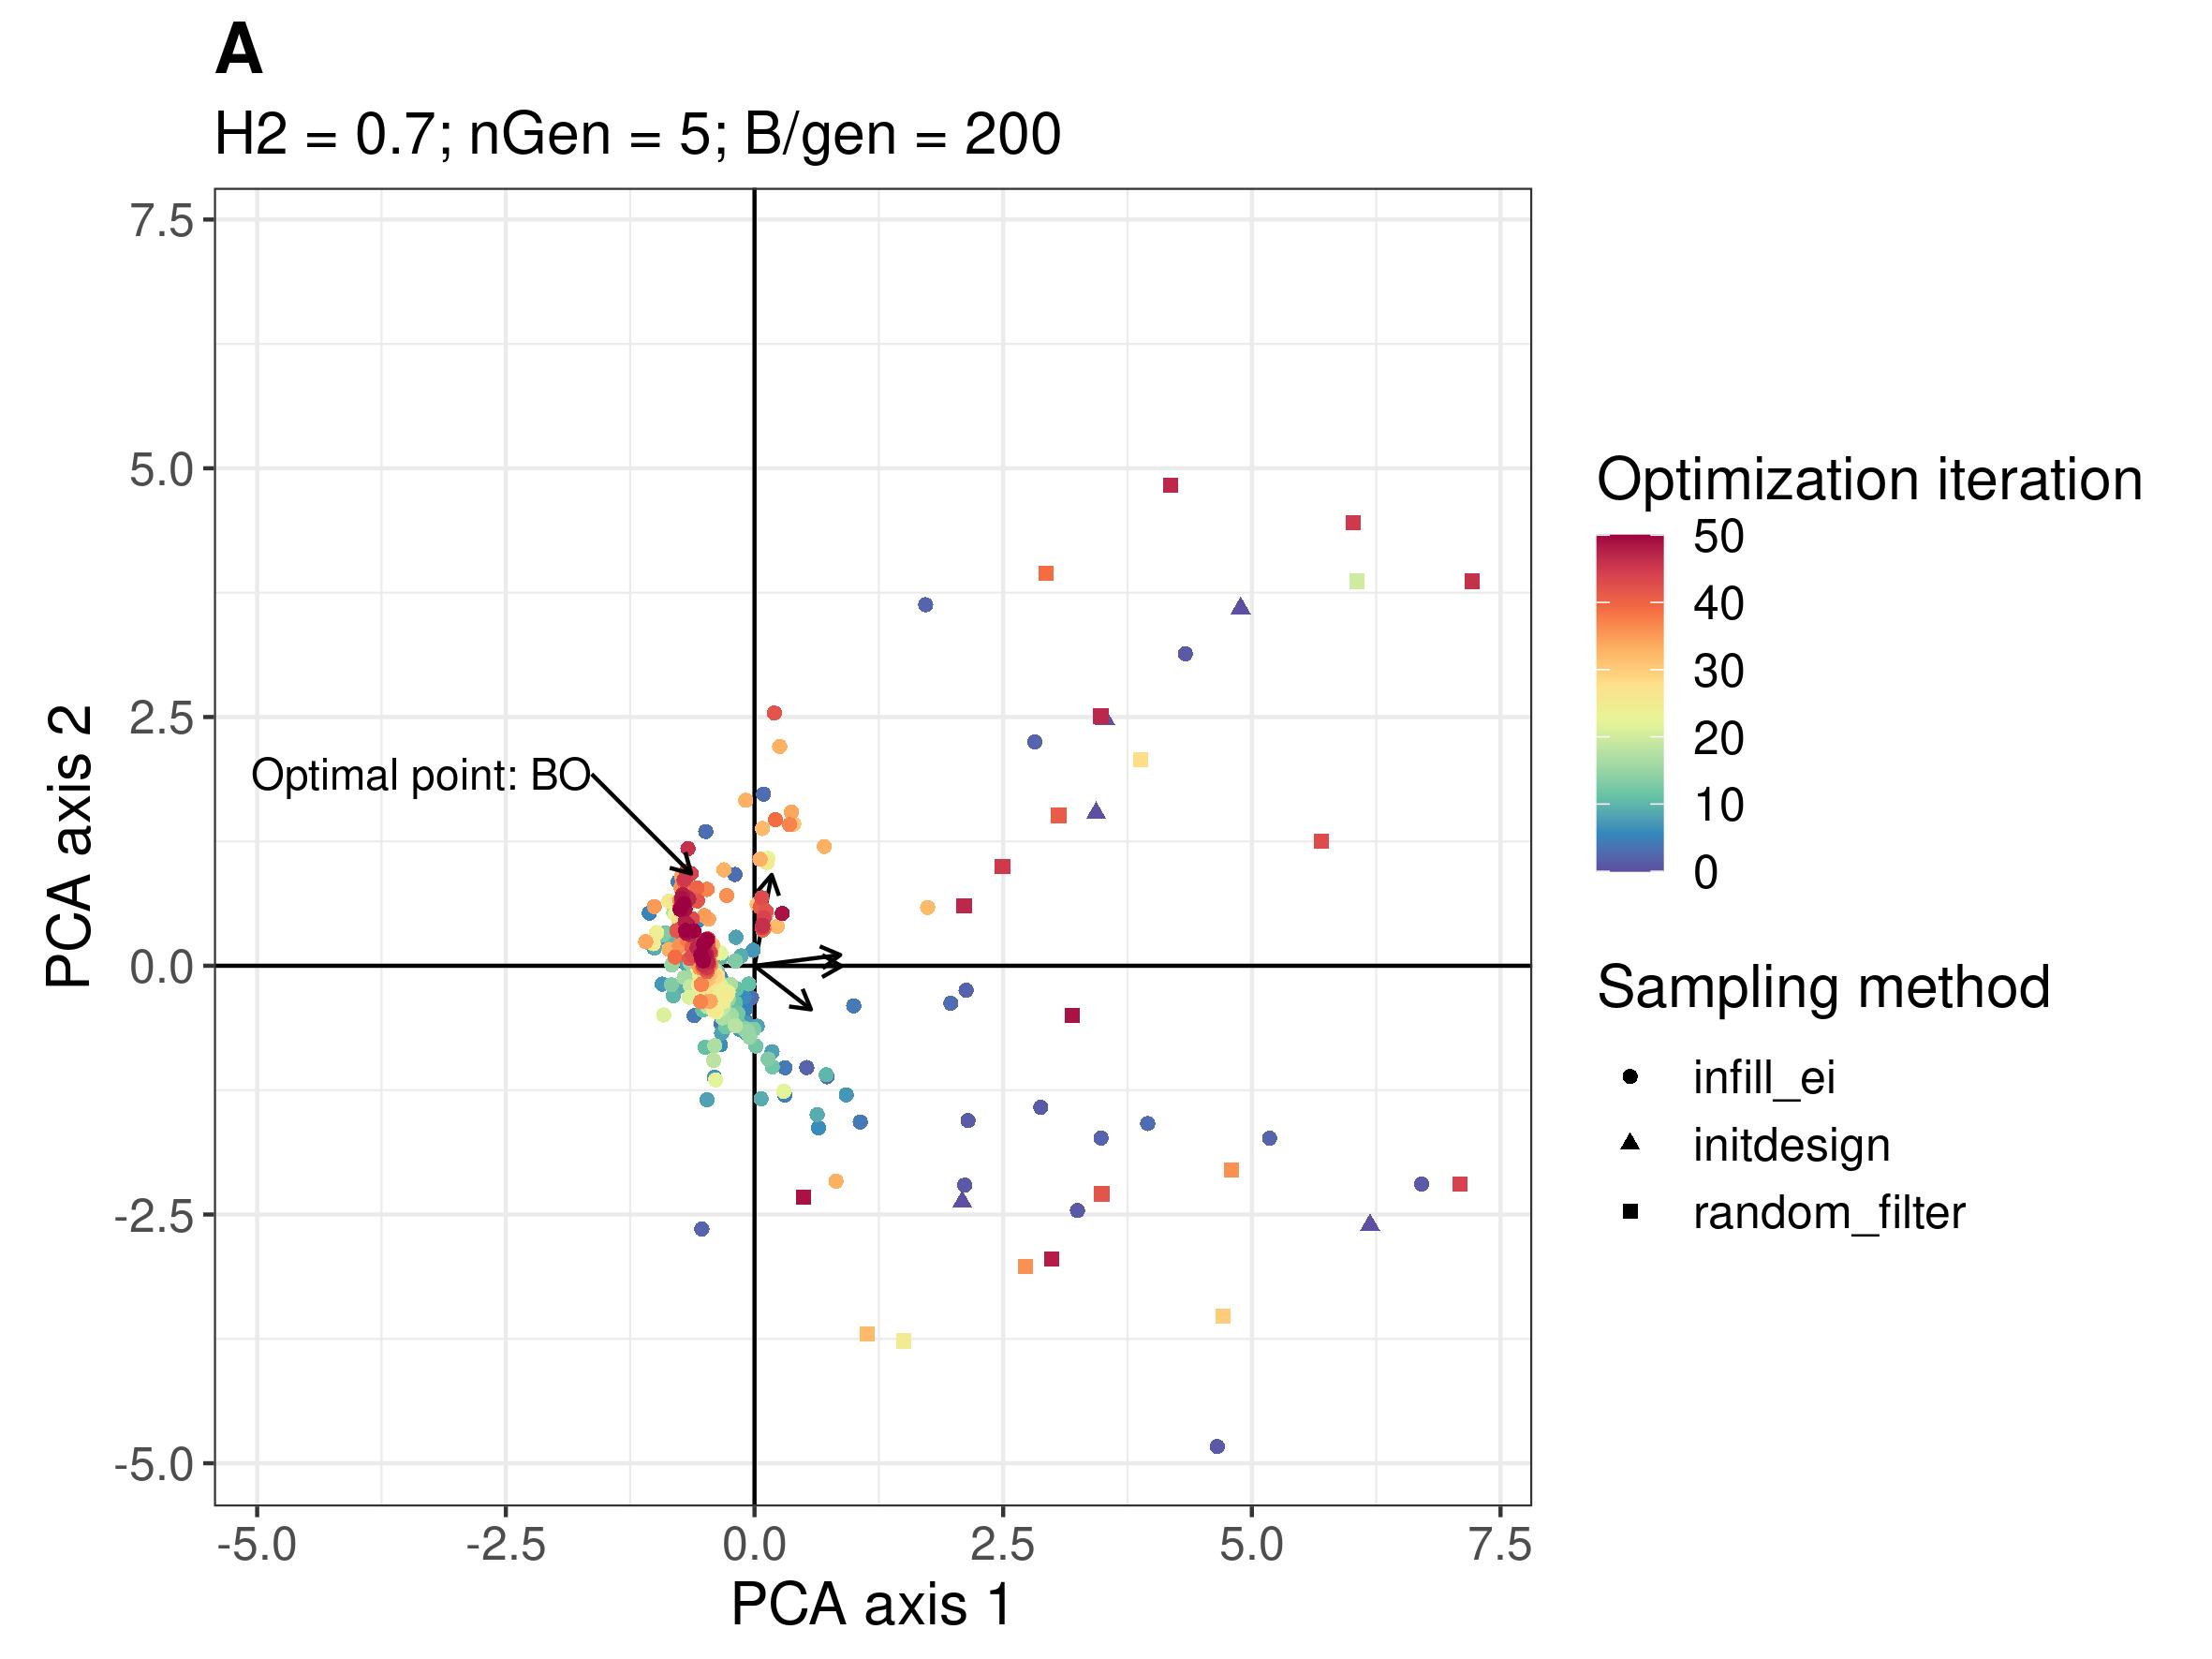 A
H2 = 0.7; nGen = 5; B/gen = 200
7.5
5.0
2.5
0.0
-2.5
-5.0
PCA axis 2
Optimal point: BO
-5.0
-2.5
0.0
2.5
5.0
7.5
PCA axis 1
Optimization iteration
50
40
30
20
10
0
Sampling method
infill_ei
initdesign
random_filter